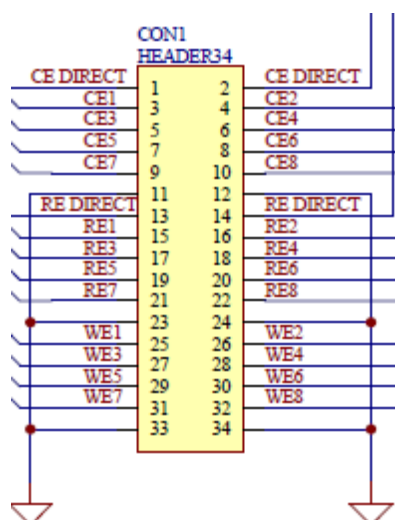 CON1
HEADER34
CE DIRECT 1 2 CE DIRECT
CE1 3 4 CE2
CE3 5 6 CE4
CE5 7 8 CE6
CE7 9 10 CE8
11 12
RE DIRECT 13 14 RE DIRECT
RE1 15 16 RE2
RE3 17 18 RE4
RE5 19 20 RE6
RE7 21 22 RE8
23 24
WE1 25 26 WE2
WE3 27 28 WE4
WE5 29 30 WE6
WE7 31 32 WE8
33 34